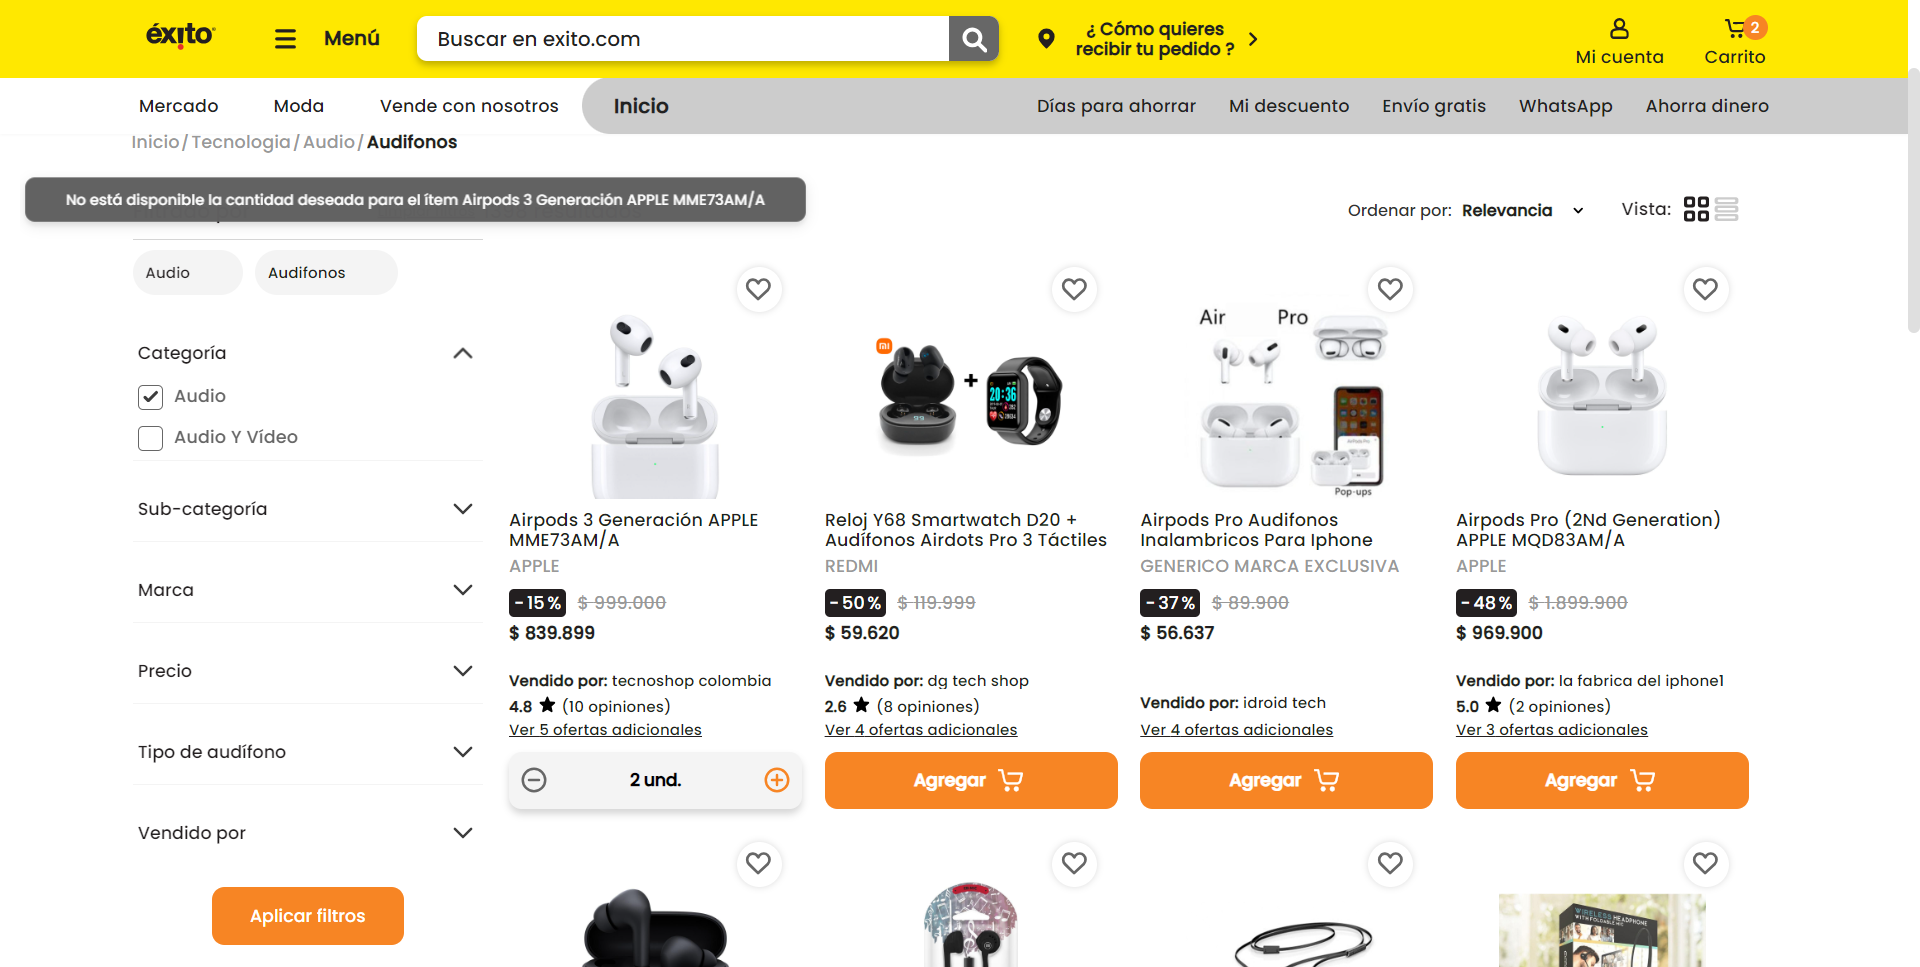 éxito
Menú
Buscar en exito.com
¿ Cómo quieres
recibir tu pedido ?
Mi cuenta
2
Carrito
Mercado
Moda
Vende con nosotros
Inicio
Días para ahorrar
Mi descuento
Envío gratis
WhatsApp
Ahorra dinero
Inicio / Tecnologia / Audio / Audifonos
No está disponible la cantidad deseada para el ítem Airpods 3 Generación APPLE MME73AM/A
Ordenar por: Relevancia
Vista:
Audio
Audifonos
Categoría
Audio
Audio Y Vídeo
Sub-categoría
Marca
Precio
Tipo de audífono
Vendido por
Aplicar filtros
Airpods 3 Generación APPLE
MME73AM/A
APPLE
-15% $ 999.000
$ 839.899
Vendido por: tecnoshop colombia
4.8 ★ (10 opiniones)
Ver 5 ofertas adicionales
2 und.
mi
+
20:36
Reloj Y68 Smartwatch D20 +
Audífonos Airdots Pro 3 Táctiles
REDMI
-50% $ 119.999
$ 59.620
Vendido por: dg tech shop
2.6 ★ (8 opiniones)
Ver 4 ofertas adicionales
Agregar
Air Pro
Pop-ups
Airpods Pro Audifonos
Inalambricos Para Iphone
GENERICO MARCA EXCLUSIVA
-37% $ 89.900
$ 56.637
Vendido por: idroid tech
Ver 4 ofertas adicionales
Agregar
Airpods Pro (2Nd Generation)
APPLE MQD83AM/A
APPLE
-48% $ 1.899.900
$ 969.900
Vendido por: la fabrica del iphone1
5.0 ★ (2 opiniones)
Ver 3 ofertas adicionales
Agregar
WIRELESS HEADPHONE
WITH FOLDABLE MIC